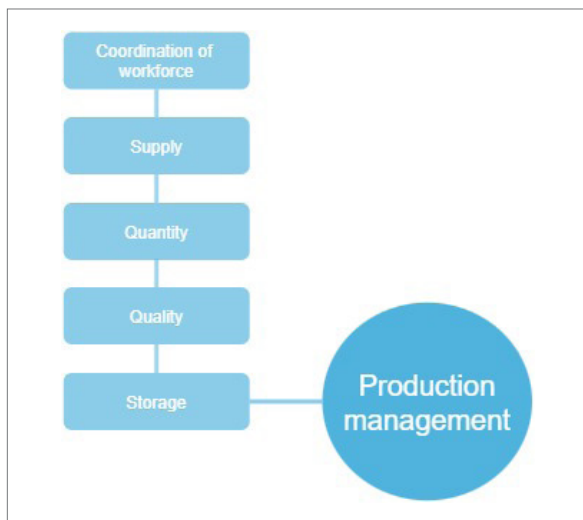 Coordination of
workforce
Supply
Quantity
Quality
Storage
Production
management